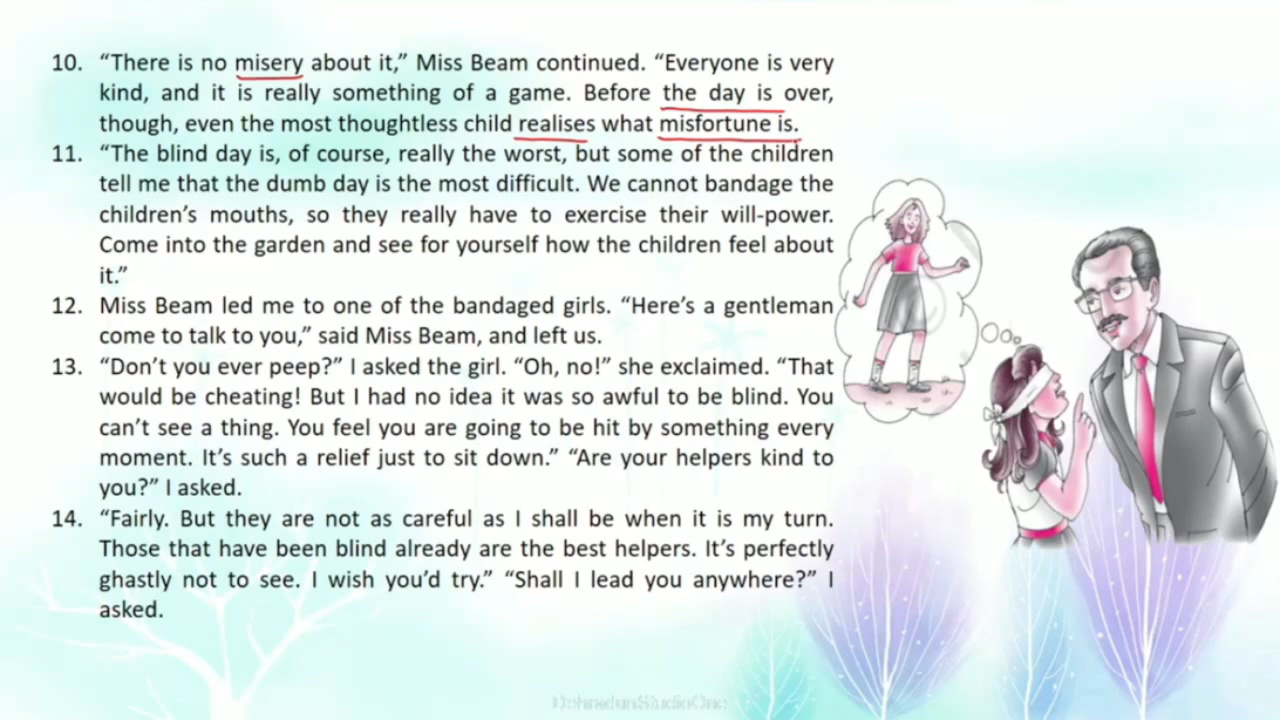 10. “There is no misery about it,” Miss Beam continued. “Everyone is very
kind, and it is really something of a game. Before the day is over,
though, even the most thoughtless child realises what misfortune is.
11. “The blind day is, of course, really the worst, but some of the children
tell me that the dumb day is the most difficult. We cannot bandage the
children’s mouths, so they really have to exercise their will-power.
Come into the garden and see for yourself how the children feel about
it.”
12. Miss Beam led me to one of the bandaged girls. “Here’s a gentleman
come to talk to you,” said Miss Beam, and left us.
13. “Don’t you ever peep?” I asked the girl. “Oh, no!” she exclaimed. “That
would be cheating! But I had no idea it was so awful to be blind. You
can’t see a thing. You feel you are going to be hit by something every
moment. It’s such a relief just to sit down.” “Are your helpers kind to
you?” I asked.
14. “Fairly. But they are not as careful as I shall be when it is my turn.
Those that have been blind already are the best helpers. It’s perfectly
ghastly not to see. I wish you’d try.” “Shall I lead you anywhere?” I
asked.